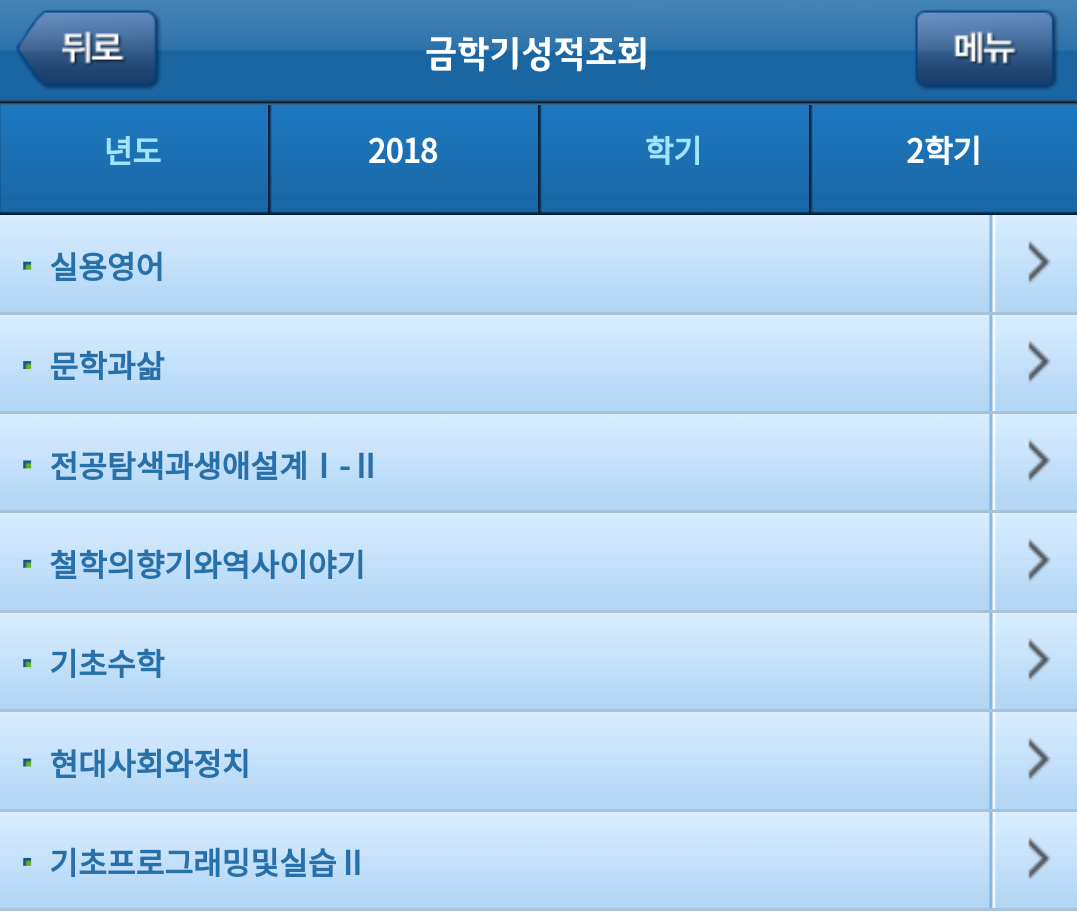 뒤로 금학기성적조회 메뉴
년도 2018 학기 2학기
실용영어
문학과삶
전공탐색과생애설계Ⅰ-Ⅱ
철학의향기와역사이야기
기초수학
현대사회와정치
기초프로그래밍및실습Ⅱ